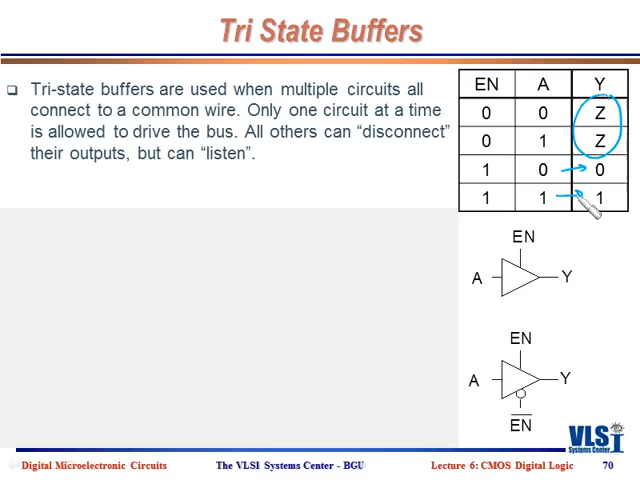 Tri State Buffers
❑ Tri-state buffers are used when multiple circuits all
connect to a common wire. Only one circuit at a time
is allowed to drive the bus. All others can “disconnect”
their outputs, but can “listen”.
EN A Y
0 0 Z
0 1 Z
1 0 0
1 1 1
EN
A Y
EN
A Y
EN
VLSI
Systems Center
Digital Microelectronic Circuits The VLSI Systems Center - BGU Lecture 6: CMOS Digital Logic 70